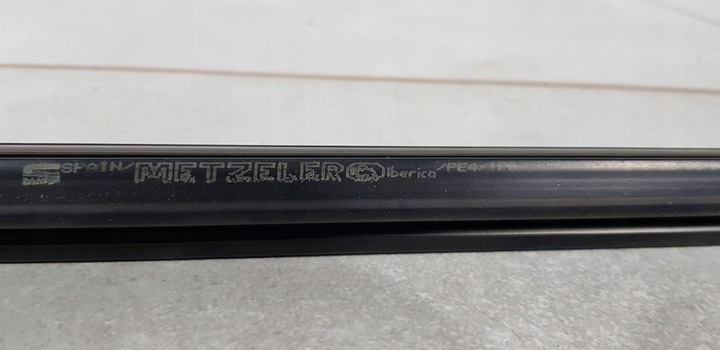 SPAIN/ METZELER Iberica /PE4